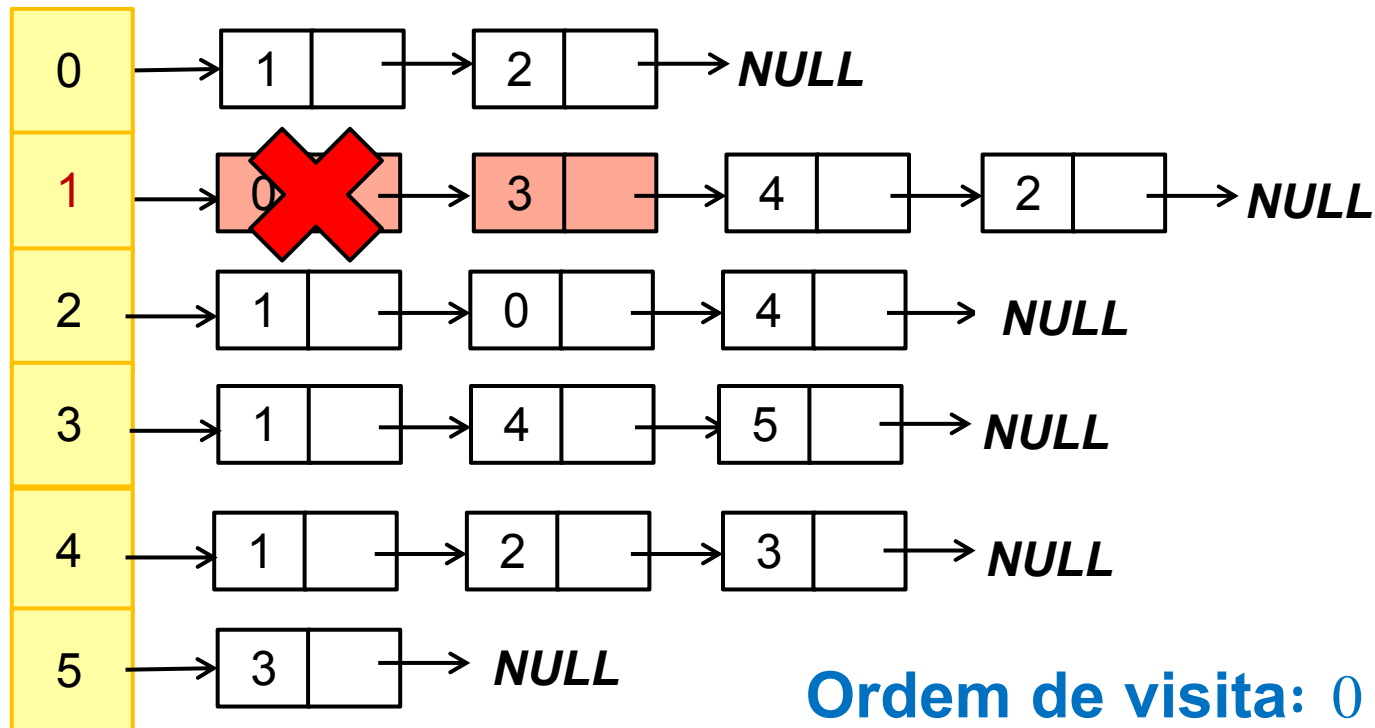 0 1 2 NULL
1 0 3 4 2 NULL
2 1 0 4 NULL
3 1 4 5 NULL
4 1 2 3 NULL
5 3 NULL
Ordem de visita: 0